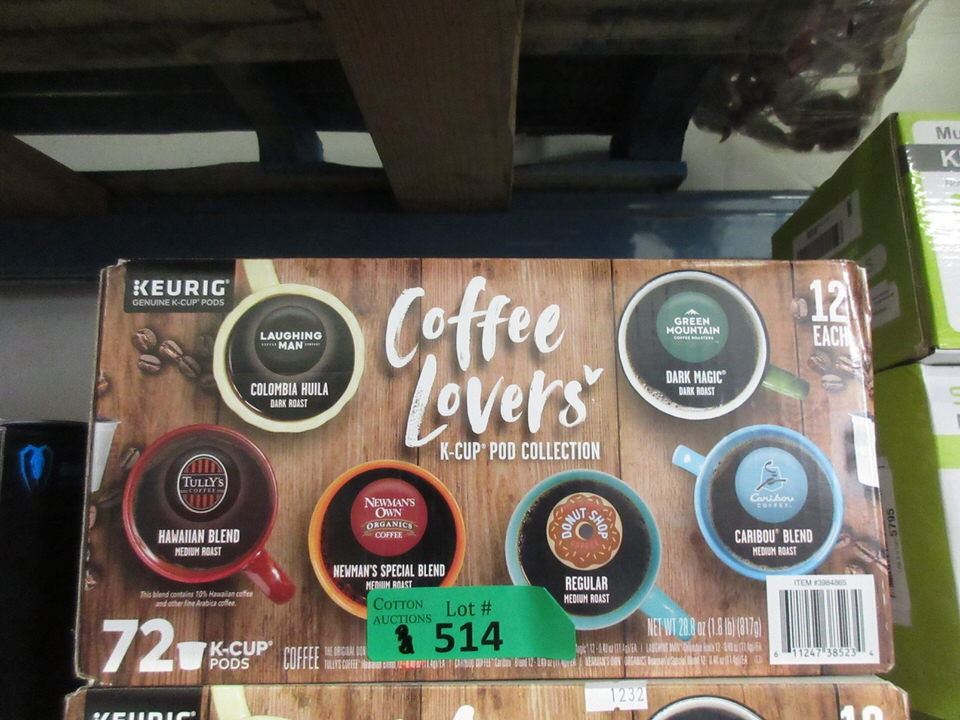 KEURIG®
GENUINE K-CUP® PODS
Coffee
Lovers
K-CUP® POD COLLECTION
LAUGHING
MAN
COLOMBIA HUILA
DARK ROAST
GREEN
MOUNTAIN
COFFEE ROASTERS
DARK MAGIC®
DARK ROAST
12
EACH
TULLY'S
COFFEE
HAWAIIAN BLEND
MEDIUM ROAST
This blend contains 10% Hawaiian coffee
and other fine Arabica coffee.
NEWMAN'S
OWN
ORGANICS
COFFEE
NEWMAN'S SPECIAL BLEND
MEDIUM ROAST
DONUT SHOP
REGULAR
MEDIUM ROAST
Caribou
COFFEE.
CARIBOU® BLEND
MEDIUM ROAST
72 K-CUP®
PODS
COFFEE
COTTON
AUCTIONS
Lot #
514
NET WT 28.8 oz (1.8 lb) (817g)
ITEM #3984865
6 11247 38523 4
5795
Mu
K
1232
KEURIG
12